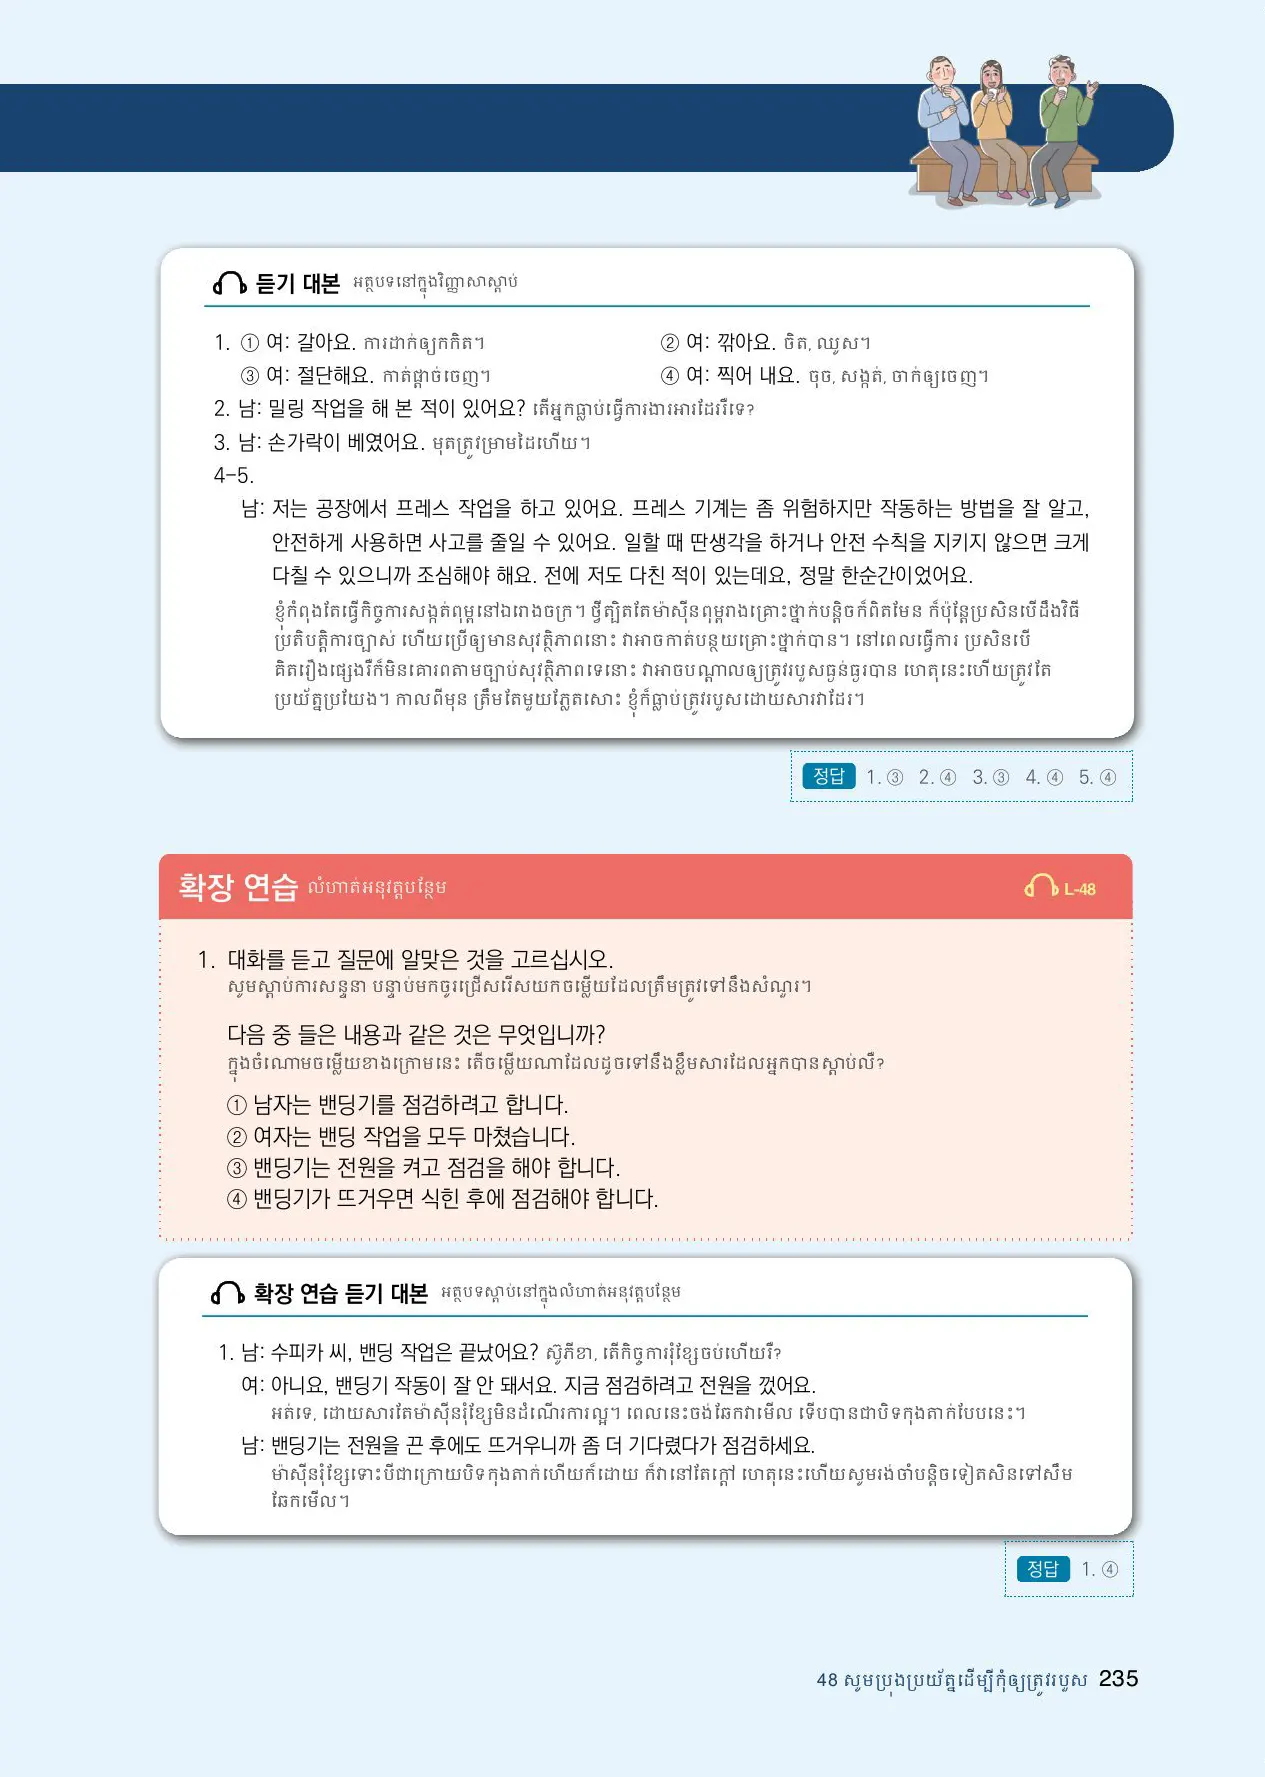 듣기 대본 អត្ថបទនៅក្នុងវិញ្ញាសាស្តាប់
1. ① 여: 갈아요. ការដាក់ឲ្យកកិត។ ② 여: 깎아요. ចិត, ឈូស។
③ 여: 절단해요. កាត់ផ្តាច់ចេញ។ ④ 여: 찍어 내요. ចុច, សង្កត់, ចាក់ឲ្យចេញ។
2. 남: 밀링 작업을 해 본 적이 있어요? តើអ្នកធ្លាប់ធ្វើការងារអារដែររឺទេ?
3. 남: 손가락이 베였어요. មុតត្រូវម្រាមដៃហើយ។
4-5.
남: 저는 공장에서 프레스 작업을 하고 있어요. 프레스 기계는 좀 위험하지만 작동하는 방법을 잘 알고,
안전하게 사용하면 사고를 줄일 수 있어요. 일할 때 딴생각을 하거나 안전 수칙을 지키지 않으면 크게
다칠 수 있으니까 조심해야 해요. 전에 저도 다친 적이 있는데요, 정말 한순간이었어요.
ខ្ញុំកំពុងតែធ្វើកិច្ចការសង្កត់ពុម្ពនៅឯរោងចក្រ។ ថ្វីត្បិតតែម៉ាស៊ីនពុម្ពរាងគ្រោះថ្នាក់បន្តិចក៏ពិតមែន ក៏ប៉ុន្តែប្រសិនបើដឹងវិធី
ប្រតិបត្តិការច្បាស់ ហើយប្រើឲ្យមានសុវត្ថិភាពនោះ វាអាចកាត់បន្ថយគ្រោះថ្នាក់បាន។ នៅពេលធ្វើការ ប្រសិនបើ
គិតរឿងផ្សេងរឺក៏មិនគោរពតាមច្បាប់សុវត្ថិភាពទេនោះ វាអាចបណ្តាលឲ្យត្រូវរបួសធ្ងន់ធ្ងរបាន ហេតុនេះហើយត្រូវតែ
ប្រយ័ត្នប្រយែង។ កាលពីមុន ត្រឹមតែមួយភ្លែតសោះ ខ្ញុំក៏ធ្លាប់ត្រូវរបួសដោយសារវាដែរ។
정답 1. ③ 2. ④ 3. ③ 4. ④ 5. ④
확장 연습 លំហាត់អនុវត្តបន្ថែម L-48
1. 대화를 듣고 질문에 알맞은 것을 고르십시오.
សូមស្តាប់ការសន្ទនា បន្ទាប់មកចូរជ្រើសរើសយកចម្លើយដែលត្រឹមត្រូវទៅនឹងសំណួរ។
다음 중 들은 내용과 같은 것은 무엇입니까?
ក្នុងចំណោមចម្លើយខាងក្រោមនេះ តើចម្លើយណាដែលដូចទៅនឹងខ្លឹមសារដែលអ្នកបានស្តាប់លឺ?
① 남자는 밴딩기를 점검하려고 합니다.
② 여자는 밴딩 작업을 모두 마쳤습니다.
③ 밴딩기는 전원을 켜고 점검을 해야 합니다.
④ 밴딩기가 뜨거우면 식힌 후에 점검해야 합니다.
확장 연습 듣기 대본 អត្ថបទស្តាប់នៅក្នុងលំហាត់អនុវត្តបន្ថែម
1. 남: 수피카 씨, 밴딩 작업은 끝났어요? ស៊ូភីខា, តើកិច្ចការរុំខ្សែចប់ហើយរឺ?
여: 아니요, 밴딩기 작동이 잘 안 돼서요. 지금 점검하려고 전원을 껐어요.
អត់ទេ, ដោយសារតែម៉ាស៊ីនរុំខ្សែមិនដំណើរការល្អ។ ពេលនេះចង់ឆែកវាមើល ទើបបានជាបិទកុងតាក់បែបនេះ។
남: 밴딩기는 전원을 끈 후에도 뜨거우니까 좀 더 기다렸다가 점검하세요.
ម៉ាស៊ីនរុំខ្សែទោះបីជាក្រោយបិទកុងតាក់ហើយក៏ដោយ ក៏វានៅតែក្តៅ ហេតុនេះហើយសូមរង់ចាំបន្តិចទៀតសិនទៅសឹម
ឆែកមើល។
정답 1. ④
48 សូមប្រុងប្រយ័ត្នដើម្បីកុំឲ្យត្រូវរបួស 235